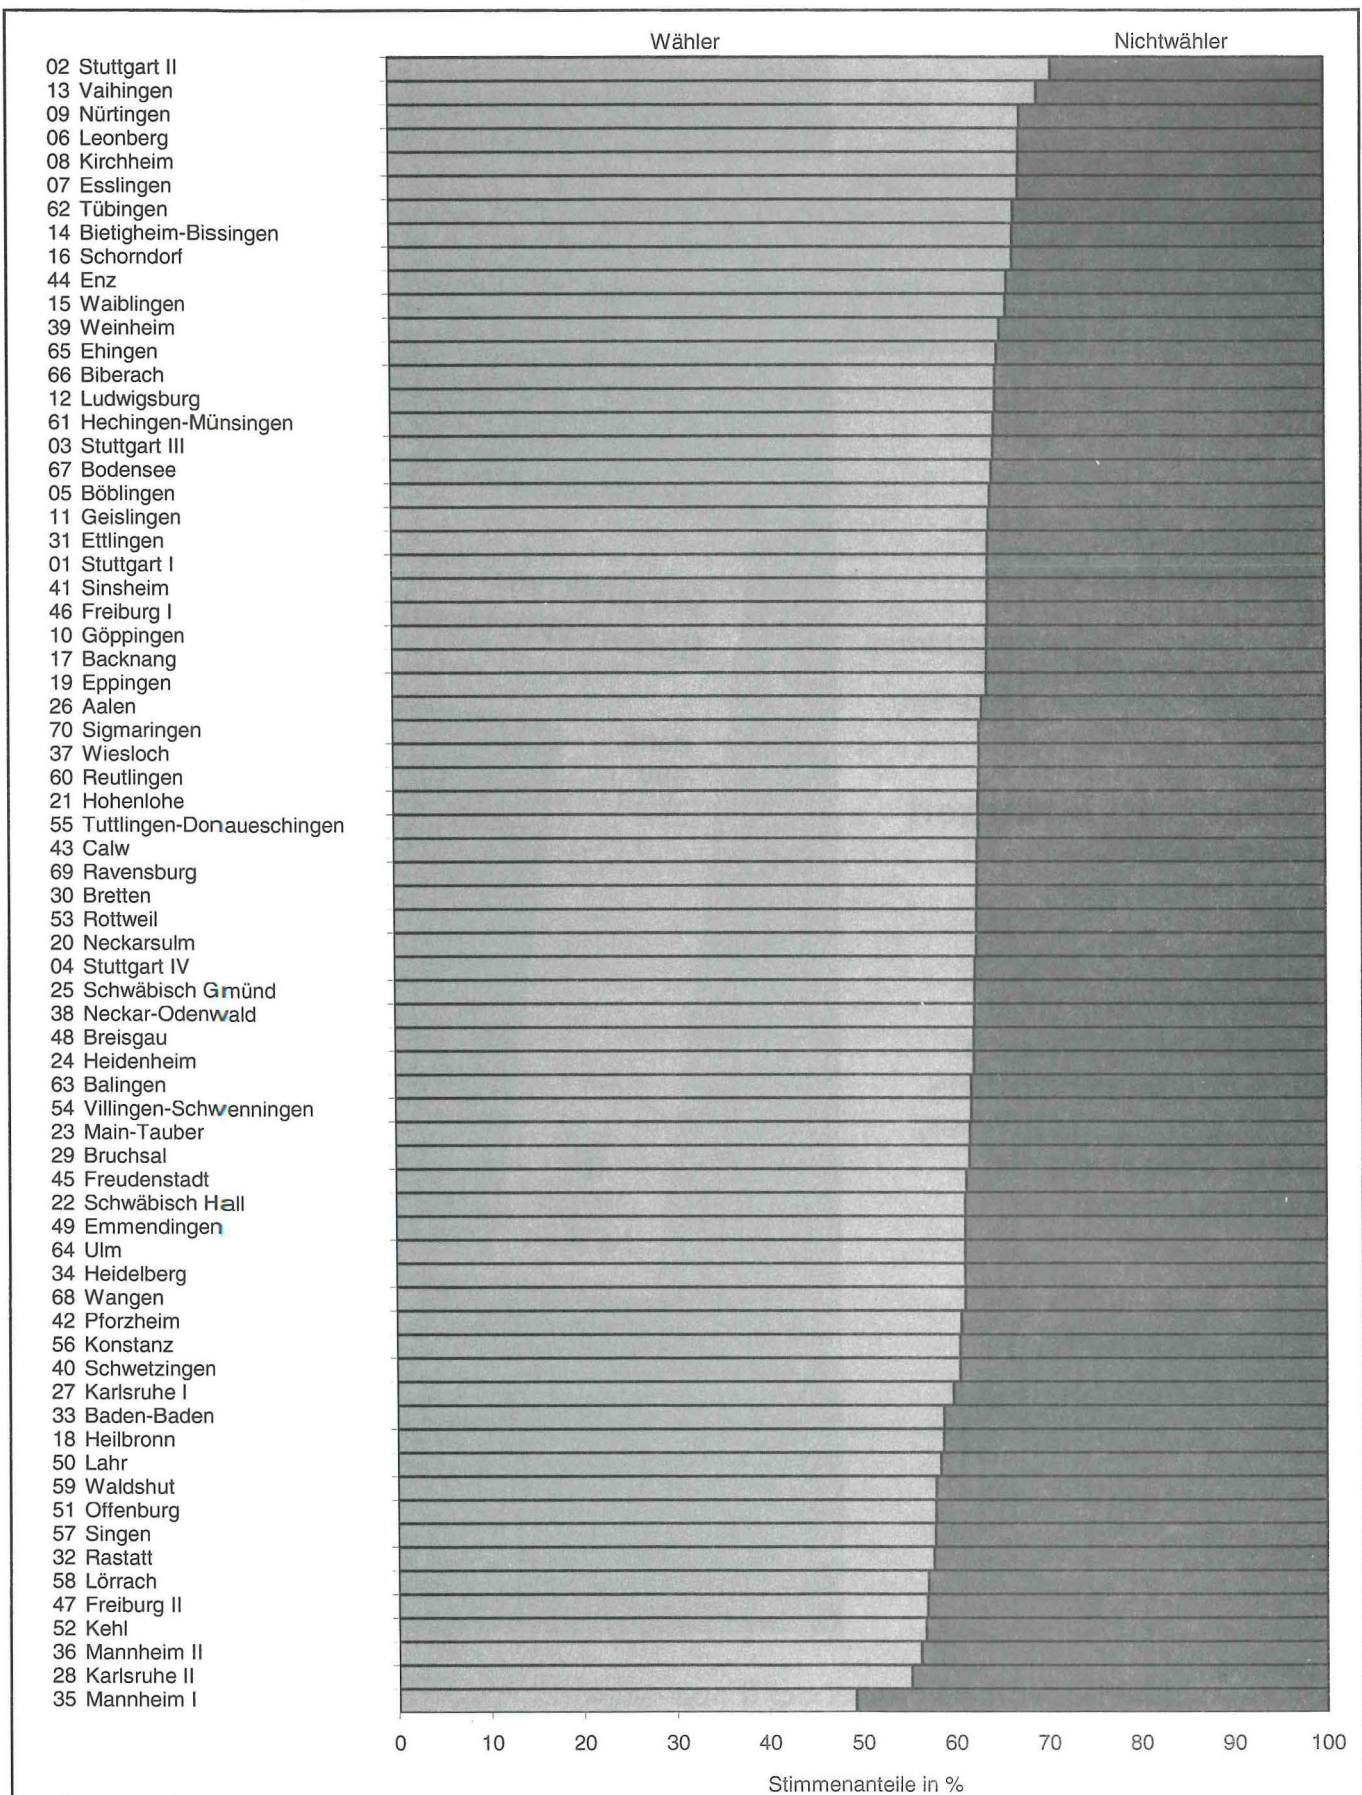 Wähler Nichtwähler
02 Stuttgart II
13 Vaihingen
09 Nürtingen
06 Leonberg
08 Kirchheim
07 Esslingen
62 Tübingen
14 Bietigheim-Bissingen
16 Schorndorf
44 Enz
15 Waiblingen
39 Weinheim
65 Ehingen
66 Biberach
12 Ludwigsburg
61 Hechingen-Münsingen
03 Stuttgart III
67 Bodensee
05 Böblingen
11 Geislingen
31 Ettlingen
01 Stuttgart I
41 Sinsheim
46 Freiburg I
10 Göppingen
17 Backnang
19 Eppingen
26 Aalen
70 Sigmaringen
37 Wiesloch
60 Reutlingen
21 Hohenlohe
55 Tuttlingen-Donaueschingen
43 Calw
69 Ravensburg
30 Bretten
53 Rottweil
20 Neckarsulm
04 Stuttgart IV
25 Schwäbisch Gmünd
38 Neckar-Odenwald
48 Breisgau
24 Heidenheim
63 Balingen
54 Villingen-Schwenningen
23 Main-Tauber
29 Bruchsal
45 Freudenstadt
22 Schwäbisch Hall
49 Emmendingen
64 Ulm
34 Heidelberg
68 Wangen
42 Pforzheim
56 Konstanz
40 Schwetzingen
27 Karlsruhe I
33 Baden-Baden
18 Heilbronn
50 Lahr
59 Waldshut
51 Offenburg
57 Singen
32 Rastatt
58 Lörrach
47 Freiburg II
52 Kehl
36 Mannheim II
28 Karlsruhe II
35 Mannheim I
0 10 20 30 40 50 60 70 80 90 100
Stimmenanteile in %